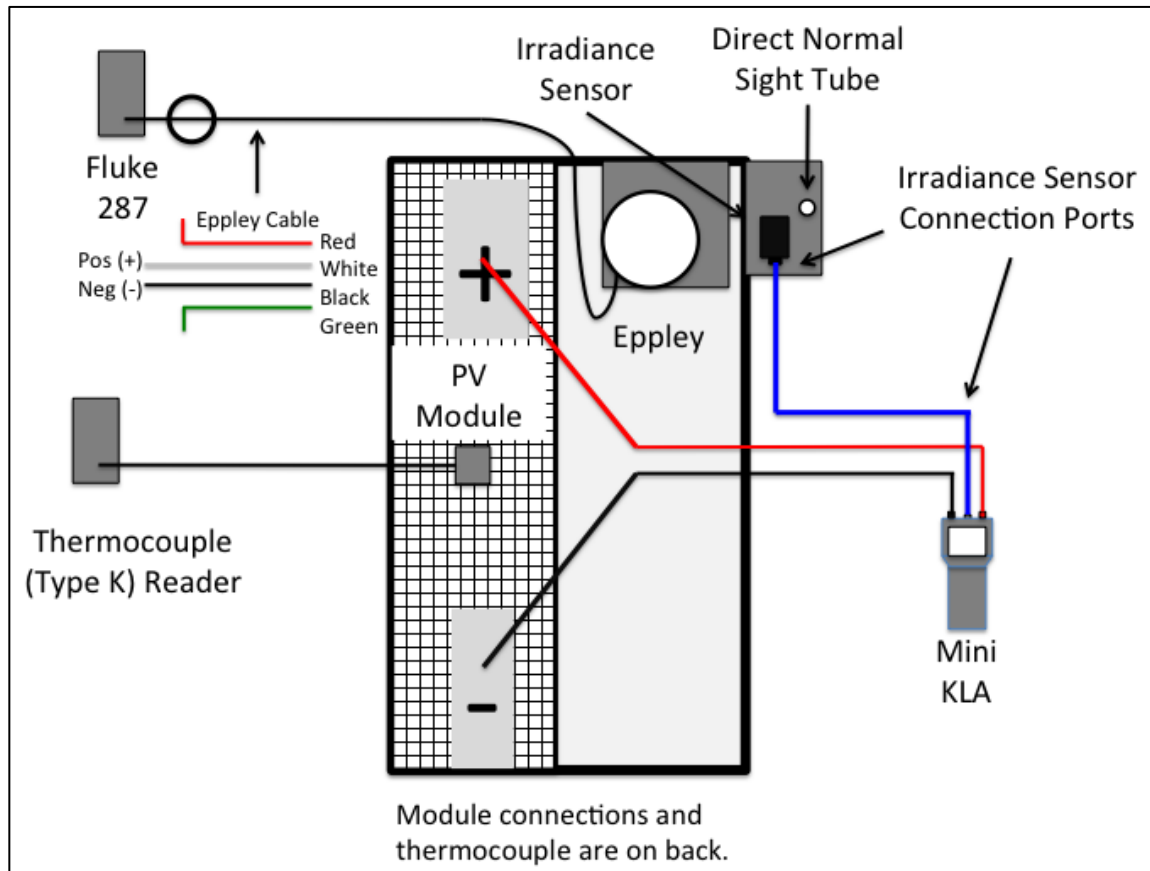 Irradiance
Sensor
Direct Normal
Sight Tube
Fluke
287
Irradiance Sensor
Connection Ports
Eppley Cable
Red
Pos (+)
White
Neg (-)
Black
Green
+
Eppley
PV
Module
Thermocouple
(Type K) Reader
-
Mini
KLA
Module connections and
thermocouple are on back.